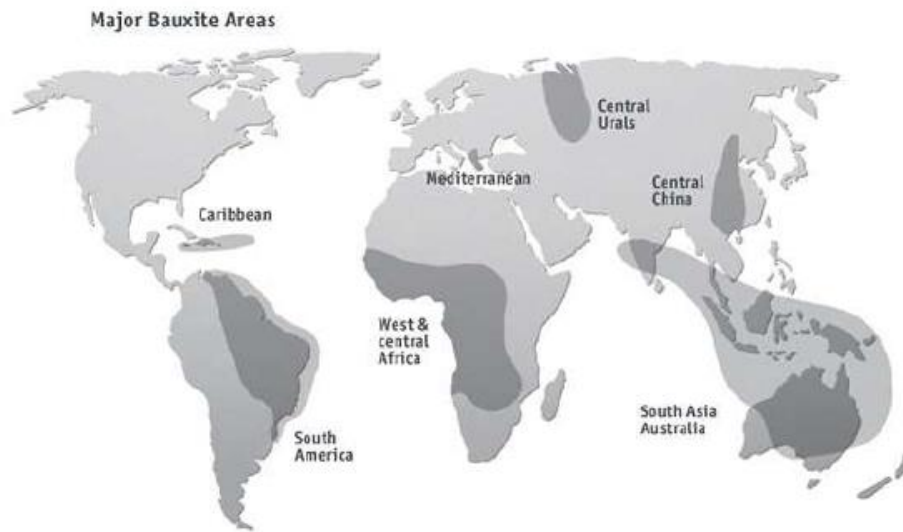 Major Bauxite Areas
Central
Urals
Mediterranean
Central
China
Caribbean
West &
central
Africa
South Asia
Australia
South
America